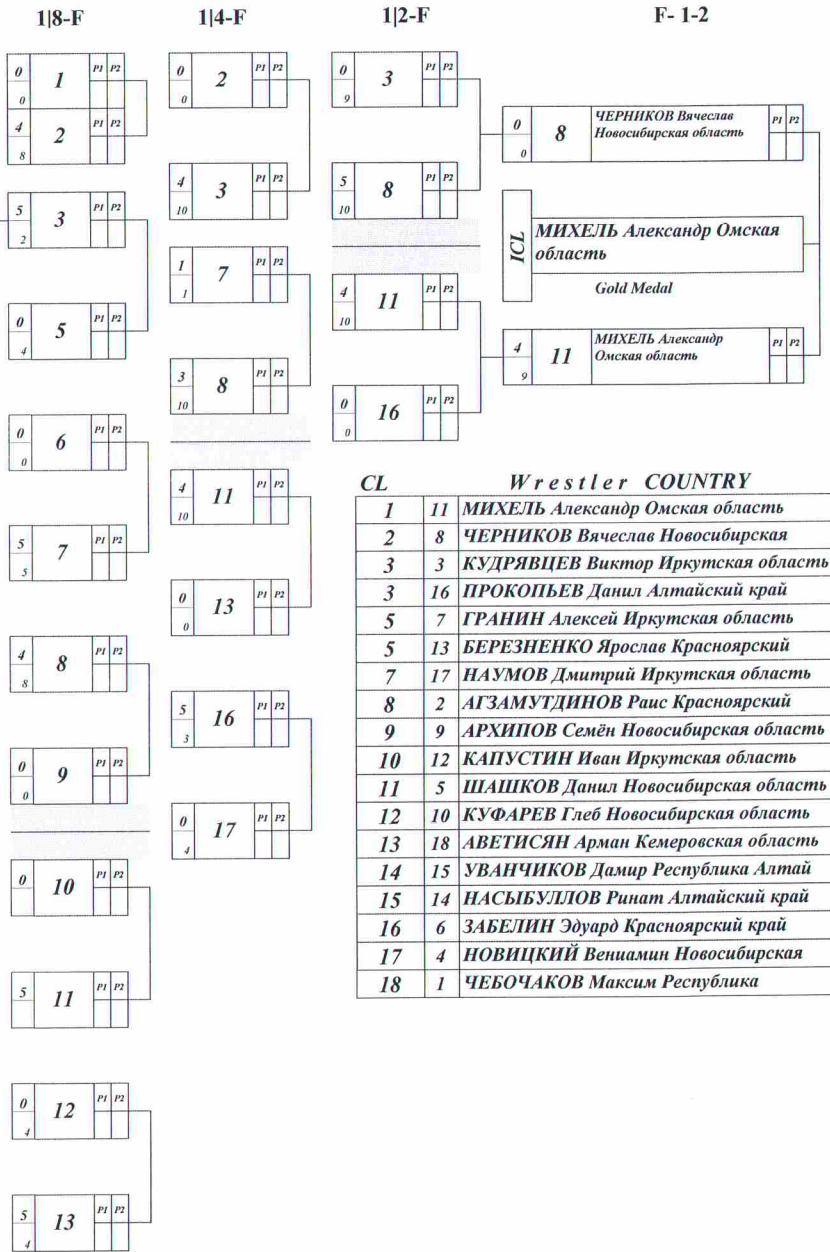 1|8-F 1|4-F 1|2-F F- 1-2
0 1 P1 P2
0
4 2 P1 P2
8
5 3 P1 P2
2
0 5 P1 P2
4
0 6 P1 P2
0
5 7 P1 P2
5
4 8 P1 P2
8
0 9 P1 P2
0
0 10 P1 P2
5 11 P1 P2
0 12 P1 P2
4
5 13 P1 P2
4
0 2 P1 P2
0
4 3 P1 P2
10
1 7 P1 P2
1
3 8 P1 P2
10
4 11 P1 P2
10
0 13 P1 P2
0
5 16 P1 P2
3
0 17 P1 P2
4
0 3 P1 P2
9
5 8 P1 P2
10
4 11 P1 P2
10
0 16 P1 P2
0
0 8 ЧЕРНИКОВ Вячеслав P1 P2
0 Новосибирская область
ICL МИХЕЛЬ Александр Омская
область
Gold Medal
4 11 МИХЕЛЬ Александр P1 P2
9 Омская область
CL Wrestler COUNTRY
1 11 МИХЕЛЬ Александр Омская область
2 8 ЧЕРНИКОВ Вячеслав Новосибирская
3 3 КУДРЯВЦЕВ Виктор Иркутская область
3 16 ПРОКОПЬЕВ Данил Алтайский край
5 7 ГРАНИН Алексей Иркутская область
5 13 БЕРЕЗНЕНКО Ярослав Красноярский
7 17 НАУМОВ Дмитрий Иркутская область
8 2 АГЗАМУТДИНОВ Раис Красноярский
9 9 АРХИПОВ Семён Новосибирская область
10 12 КАПУСТИН Иван Иркутская область
11 5 ШАШКОВ Данил Новосибирская область
12 10 КУФАРЕВ Глеб Новосибирская область
13 18 АВЕТИСЯН Арман Кемеровская область
14 15 УВАНЧИКОВ Дамир Республика Алтай
15 14 НАСЫБУЛЛОВ Ринат Алтайский край
16 6 ЗАБЕЛИН Эдуард Красноярский край
17 4 НОВИЦКИЙ Вениамин Новосибирская
18 1 ЧЕБОЧАКОВ Максим Республика